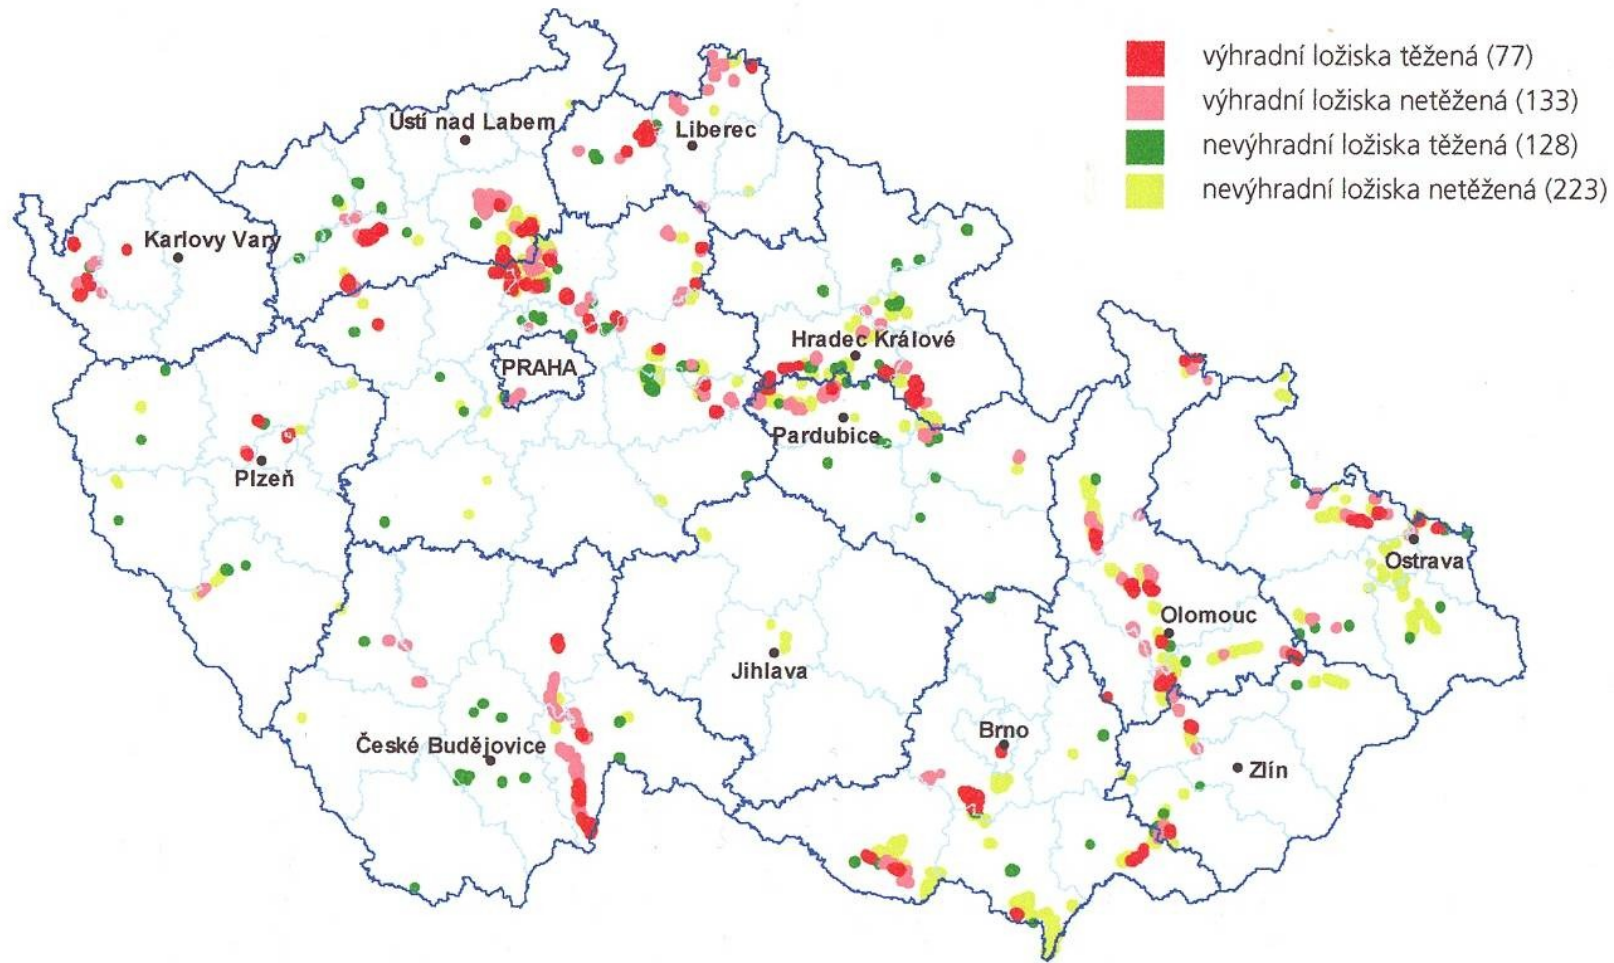 výhradní ložiska těžená (77)
výhradní ložiska netěžená (133)
nevýhradní ložiska těžená (128)
nevýhradní ložiska netěžená (223)
Ústí nad Labem
Liberec
Karlovy Vary
Hradec Králové
PRAHA
Pardubice
Plzeň
Ostrava
Olomouc
Jihlava
Brno
České Budějovice
Zlín